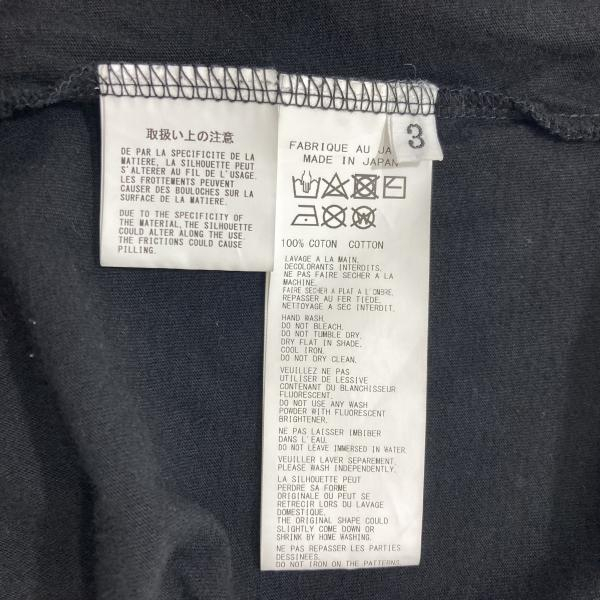 取扱い上の注意
DE PAR LA SPECIFICITE DE LA
MATIERE, LA SILHOUETTE PEUT
S'ALTERER AU FIL DE L'USAGE.
LES FROTTEMENTS PEUVENT
CAUSER DES BOULOCHES SUR LA
SURFACE DE LA MATIERE.
DUE TO THE SPECIFICITY OF
THE MATERIAL, THE SILHOUETTE
COULD ALTER ALONG THE USE.
THE FRICTIONS COULD CAUSE
PILLING.
3
FABRIQUE AU JA
MADE IN JAPAN
W
100% COTON COTTON
LAVAGE A LA MAIN.
DECOLORANTS INTERDITS.
NE PAS FAIRE SECHER A LA
MACHINE.
FAIRE SECHER A PLAT A L'OMBRE.
REPASSER AU FER TIEDE.
NETTOYAGE A SEC INTERDIT.
HAND WASH.
DO NOT BLEACH.
DO NOT TUMBLE DRY.
DRY FLAT IN SHADE.
COOL IRON.
DO NOT DRY CLEAN.
VEUILLEZ NE PAS
UTILISER DE LESSIVE
CONTENANT DU BLANCHISSEUR
FLUORESCENT.
DO NOT USE ANY WASH
POWDER WITH FLUORESCENT
BRIGHTENER.
NE PAS LAISSER IMBIBER
DANS L'EAU.
DO NOT LEAVE IMMERSED IN WATER.
VEUILLER LAVER SEPAREMENT.
PLEASE WASH INDEPENDENTLY.
LA SILHOUETTE PEUT
PERDRE SA FORME
ORIGINALE OU PEUT SE
RETRECIR LORS DU LAVAGE
DOMESTIQUE.
THE ORIGINAL SHAPE COULD
SLIGHTLY COME DOWN OR
SHRINK BY HOME WASHING.
NE PAS REPASSER LES PARTIES
DESSINEES.
DO NOT IRON ON THE PATTERNS.